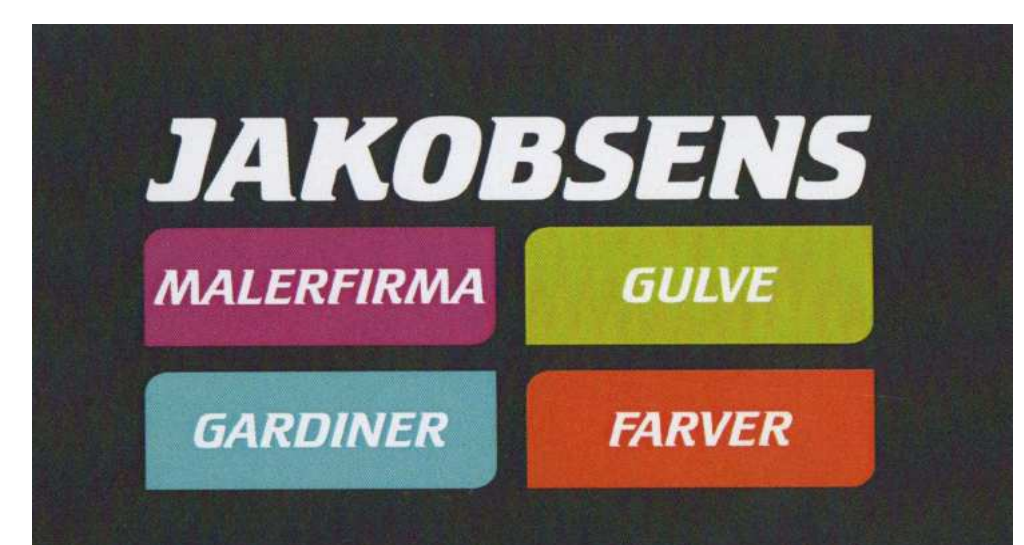 JAKOBSENS
MALERFIRMA
GULVE
GARDINER
FARVER